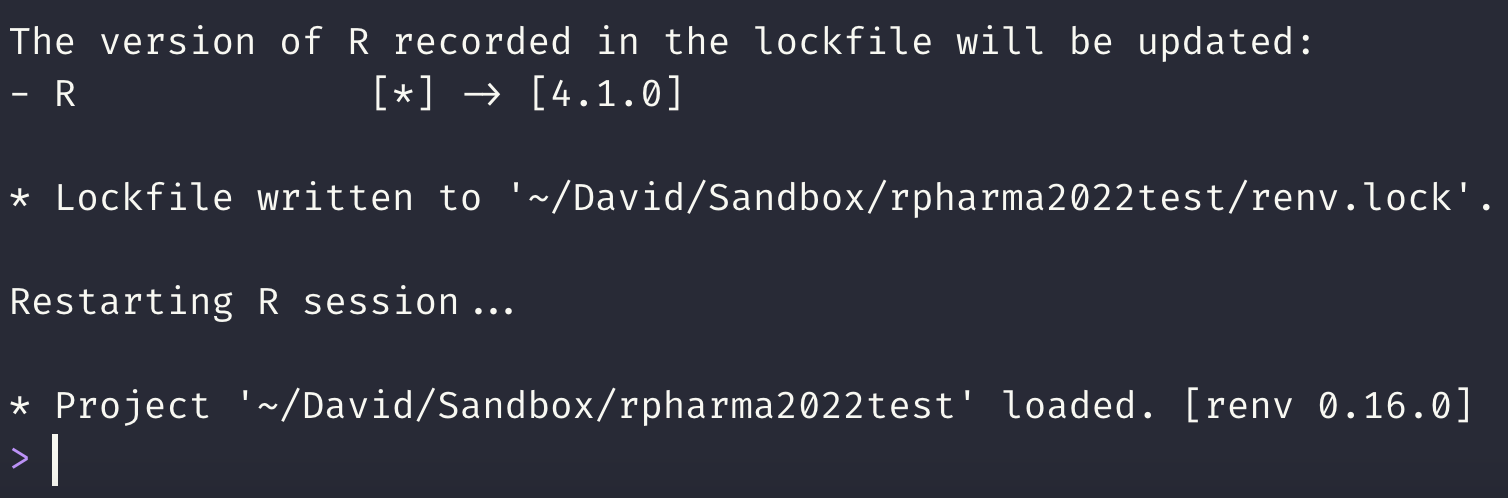 The version of R recorded in the lockfile will be updated:
- R             [*] -> [4.1.0]
* Lockfile written to '~/David/Sandbox/rpharma2022test/renv.lock'.
Restarting R session...
* Project '~/David/Sandbox/rpharma2022test' loaded. [renv 0.16.0]
>